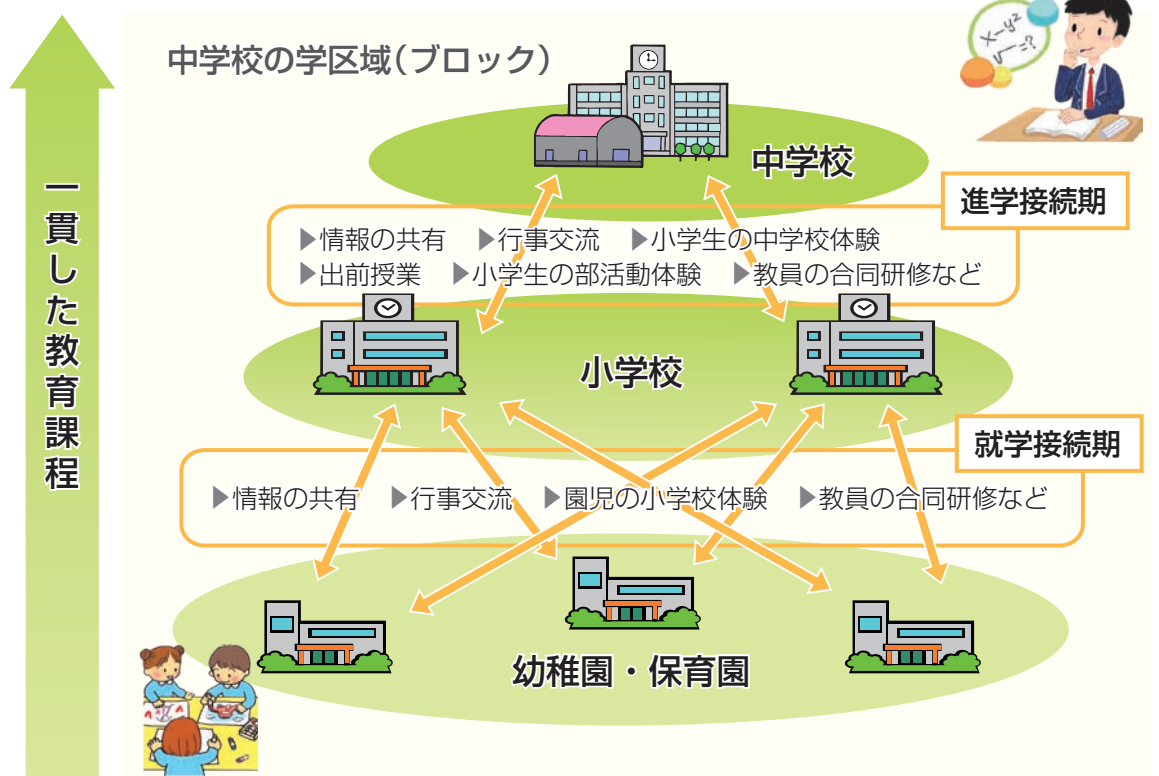 中学校の学区域(ブロック)
x-y²
√=?
中学校
進学接続期
▶情報の共有 ▶行事交流 ▶小学生の中学校体験
▶出前授業 ▶小学生の部活動体験 ▶教員の合同研修など
一貫した教育課程
小学校
就学接続期
▶情報の共有 ▶行事交流 ▶園児の小学校体験 ▶教員の合同研修など
幼稚園・保育園